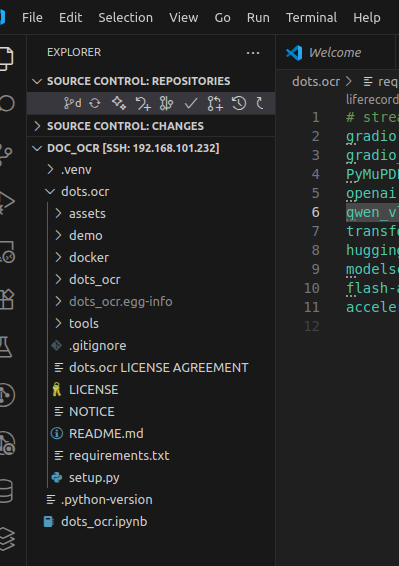 File Edit Selection View Go Run Terminal Help
EXPLORER ...
Welcome
SOURCE CONTROL: REPOSITORIES
dots.ocr > req
d
liferecord
SOURCE CONTROL: CHANGES
1 # strea
DOC_OCR [SSH: 192.168.101.232]
2 gradio
.venv
3 gradio_
dots.ocr
4 PyMuPDF
assets
5 openai
demo
6 qwen_vl
docker
7 transfo
dots_ocr
8 hugging
dots_ocr.egg-info
9 modelsc
tools
10 flash-a
.gitignore
11 acceler
dots.ocr LICENSE AGREEMENT
12
LICENSE
NOTICE
README.md
requirements.txt
setup.py
.python-version
dots_ocr.ipynb